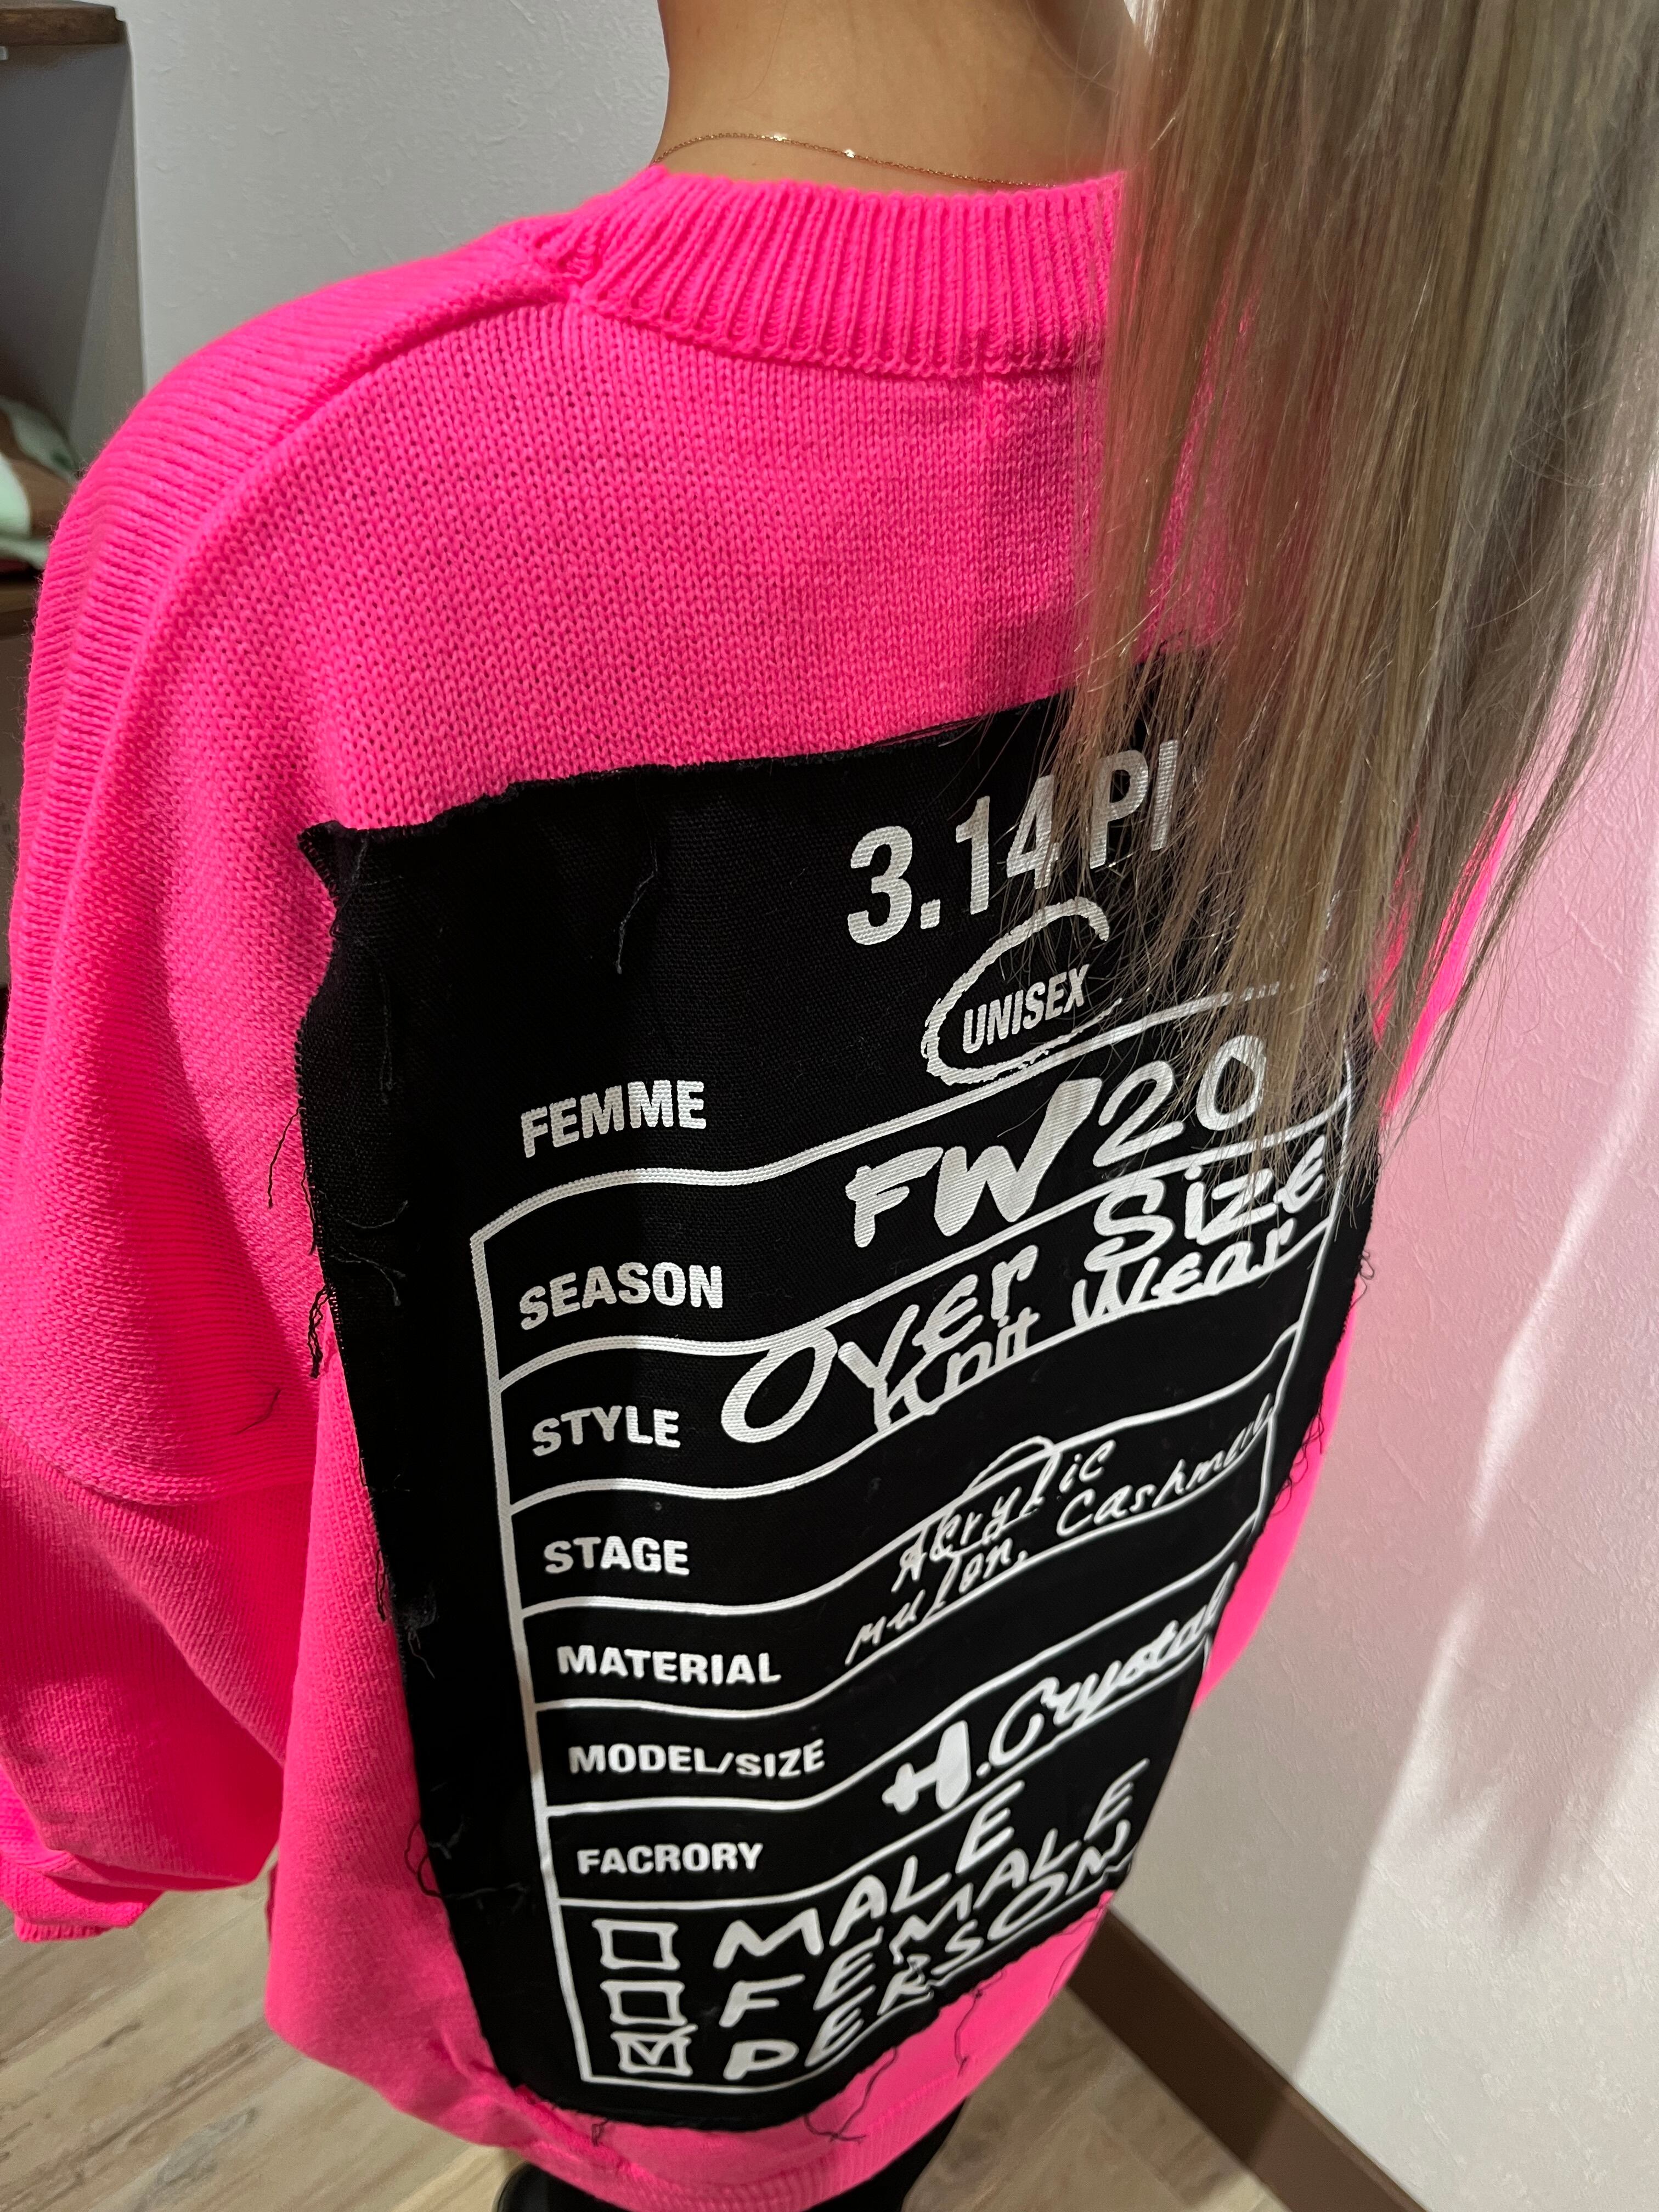 3.14 PI
FEMME UNISEX
SEASON FW20
STYLE Over Size
Knit Wear
STAGE
MATERIAL Acrylic
mulon, Cashmere
MODEL/SIZE
FACRORY H.Crystal
MALE
FEMALE
PERSON